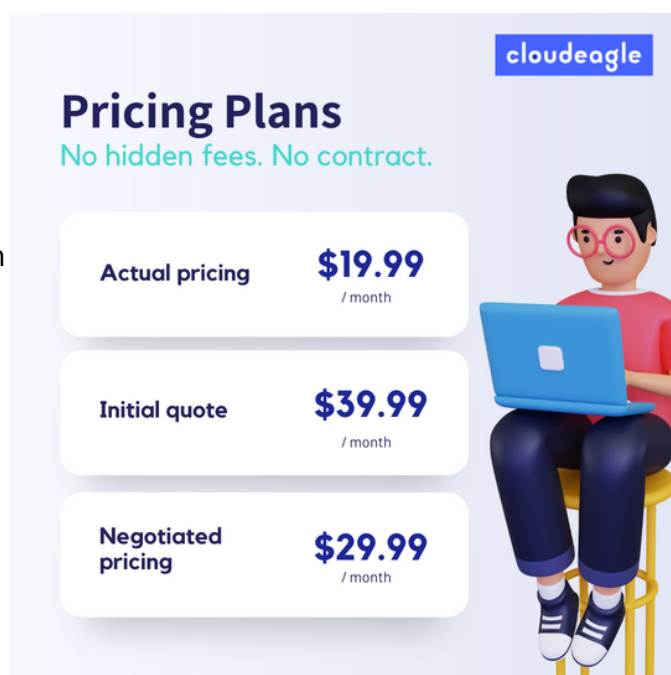 cloudeagle
Pricing Plans
No hidden fees. No contract.
Actual pricing
$19.99
/ month
Initial quote
$39.99
/ month
Negotiated
pricing
$29.99
/ month